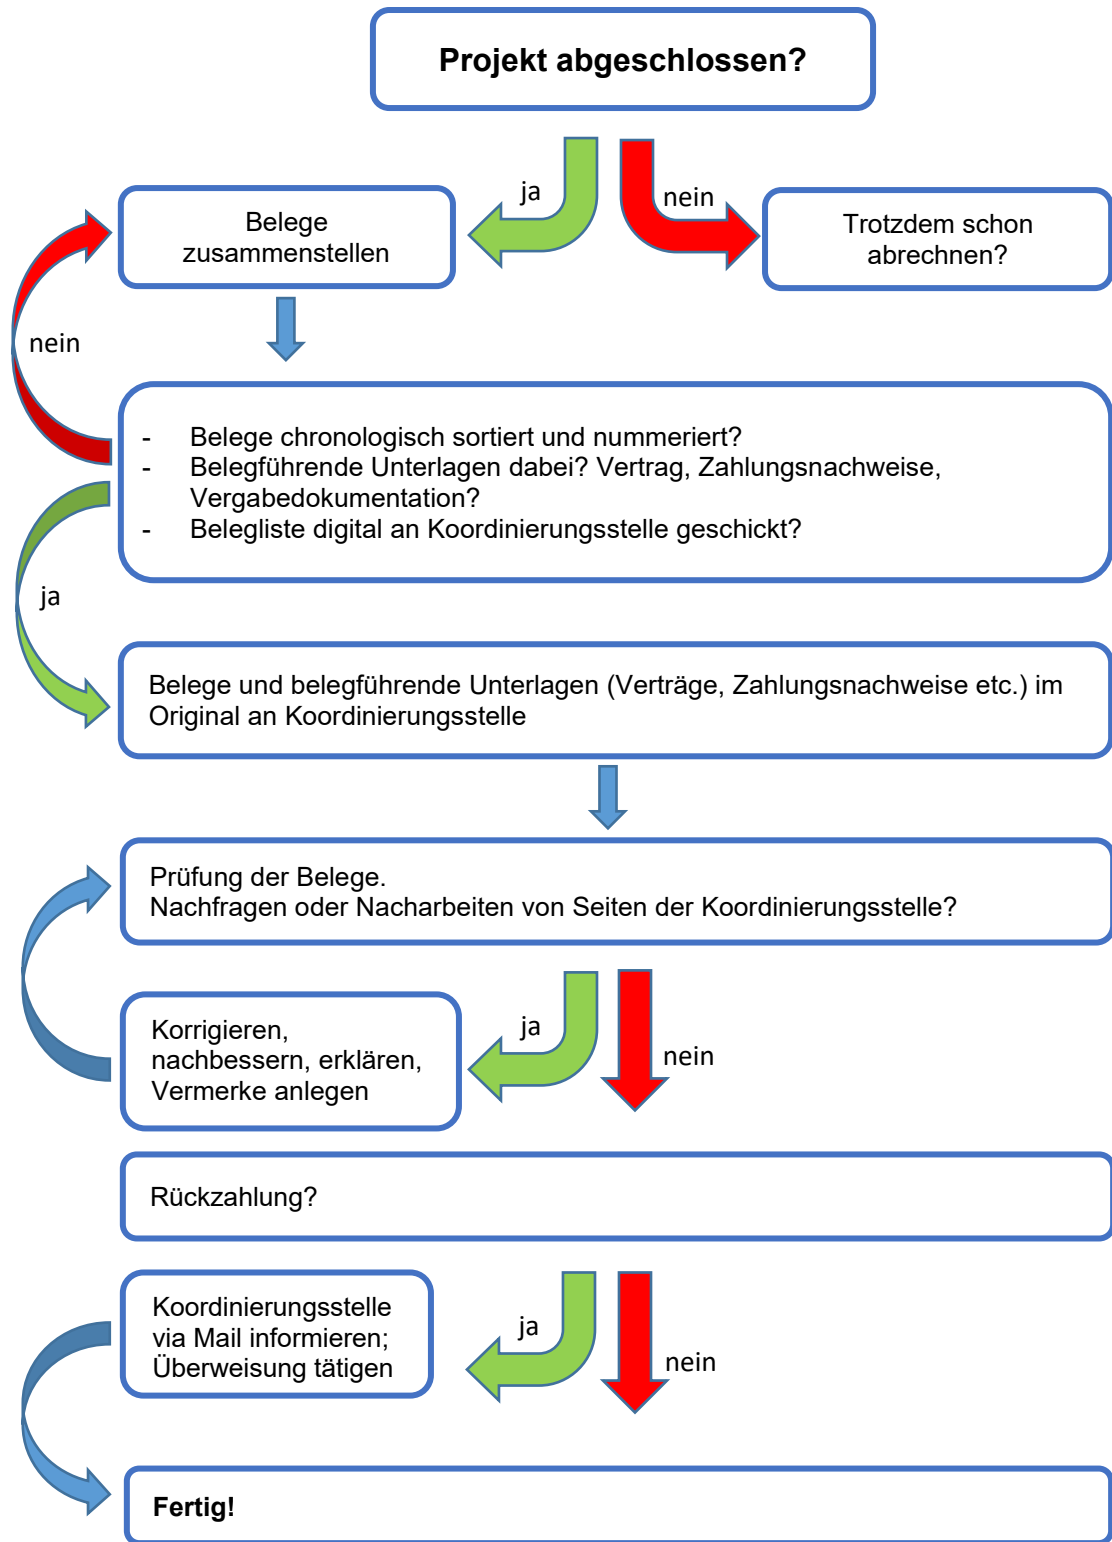 Projekt abgeschlossen?
ja
nein
Belege
zusammenstellen
Trotzdem schon
abrechnen?
nein
- Belege chronologisch sortiert und nummeriert?
- Belegführende Unterlagen dabei? Vertrag, Zahlungsnachweise,
Vergabedokumentation?
- Belegliste digital an Koordinierungsstelle geschickt?
ja
Belege und belegführende Unterlagen (Verträge, Zahlungsnachweise etc.) im
Original an Koordinierungsstelle
Prüfung der Belege.
Nachfragen oder Nacharbeiten von Seiten der Koordinierungsstelle?
ja
nein
Korrigieren,
nachbessern, erklären,
Vermerke anlegen
Rückzahlung?
ja
nein
Koordinierungsstelle
via Mail informieren;
Überweisung tätigen
Fertig!